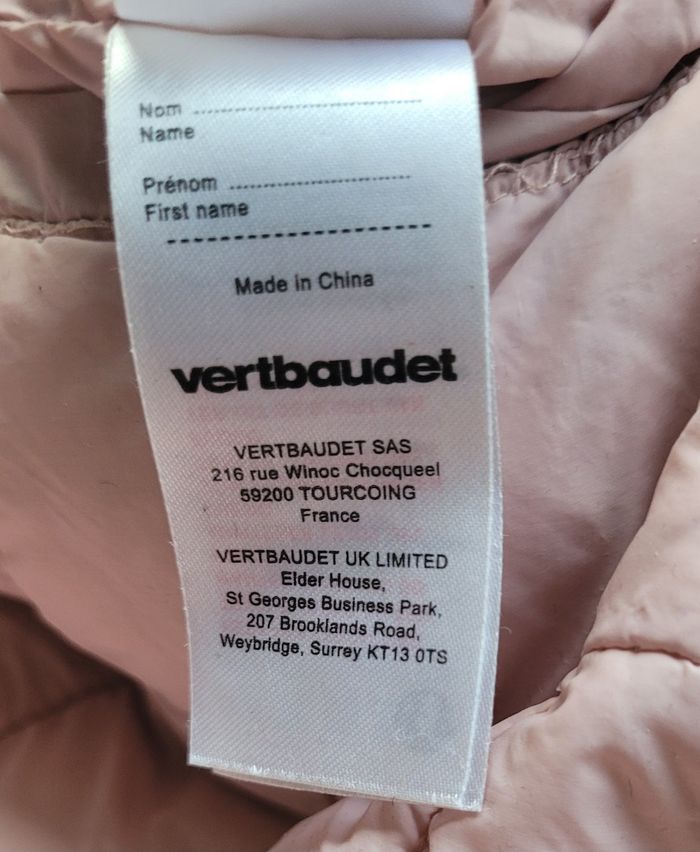 Nom ........................................
Name
Prénom ................................
First name
--------------------------------
Made in China
vertbaudet
VERTBAUDET SAS
216 rue Winoc Chocqueel
59200 TOURCOING
France
VERTBAUDET UK LIMITED
Elder House,
St Georges Business Park,
207 Brooklands Road,
Weybridge, Surrey KT13 0TS